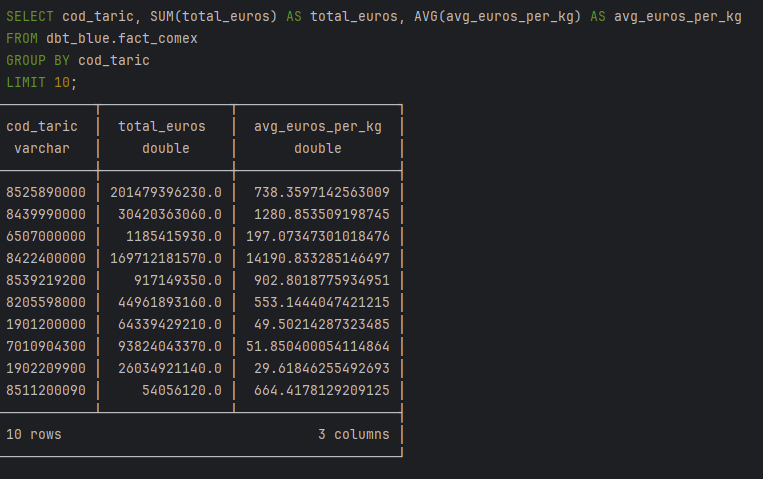 SELECT cod_taric, SUM(total_euros) AS total_euros, AVG(avg_euros_per_kg) AS avg_euros_per_kg
FROM dbt_blue.fact_comex
GROUP BY cod_taric
LIMIT 10;
cod_taric │ total_euros │ avg_euros_per_kg │
varchar │ double │ double │
8525890000 │ 201479396230.0 │ 738.3597142563009 │
8439990000 │ 30420363060.0 │ 1280.853509198745 │
6507000000 │ 1185415930.0 │ 197.07347301018476 │
8422400000 │ 169712181570.0 │ 14190.833285146497 │
8539219200 │ 917149350.0 │ 902.8018775934951 │
8205598000 │ 44961893160.0 │ 553.1444047421215 │
1901200000 │ 64339429210.0 │ 49.50214287323485 │
7010904300 │ 93824043370.0 │ 51.850400054114864 │
1902209900 │ 26034921140.0 │ 29.61846255492693 │
8511200090 │ 54056120.0 │ 664.4178129209125 │
10 rows 3 columns │